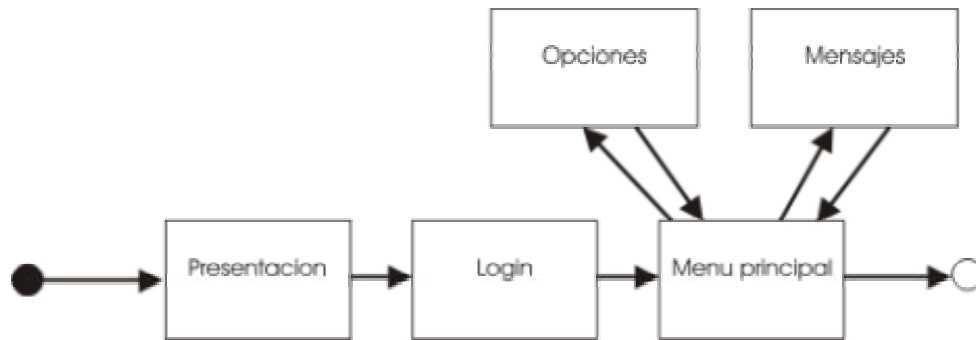 Opciones
Mensajes
Presentacion
Login
Menu principal